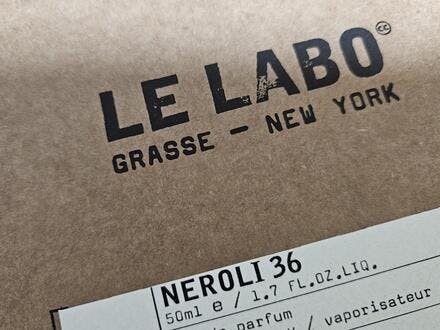 LE LABO
GRASSE – NEW YORK
NEROLI 36
50ml e / 1.7 FL.OZ.LIQ.
parfum
/ vaporisateur